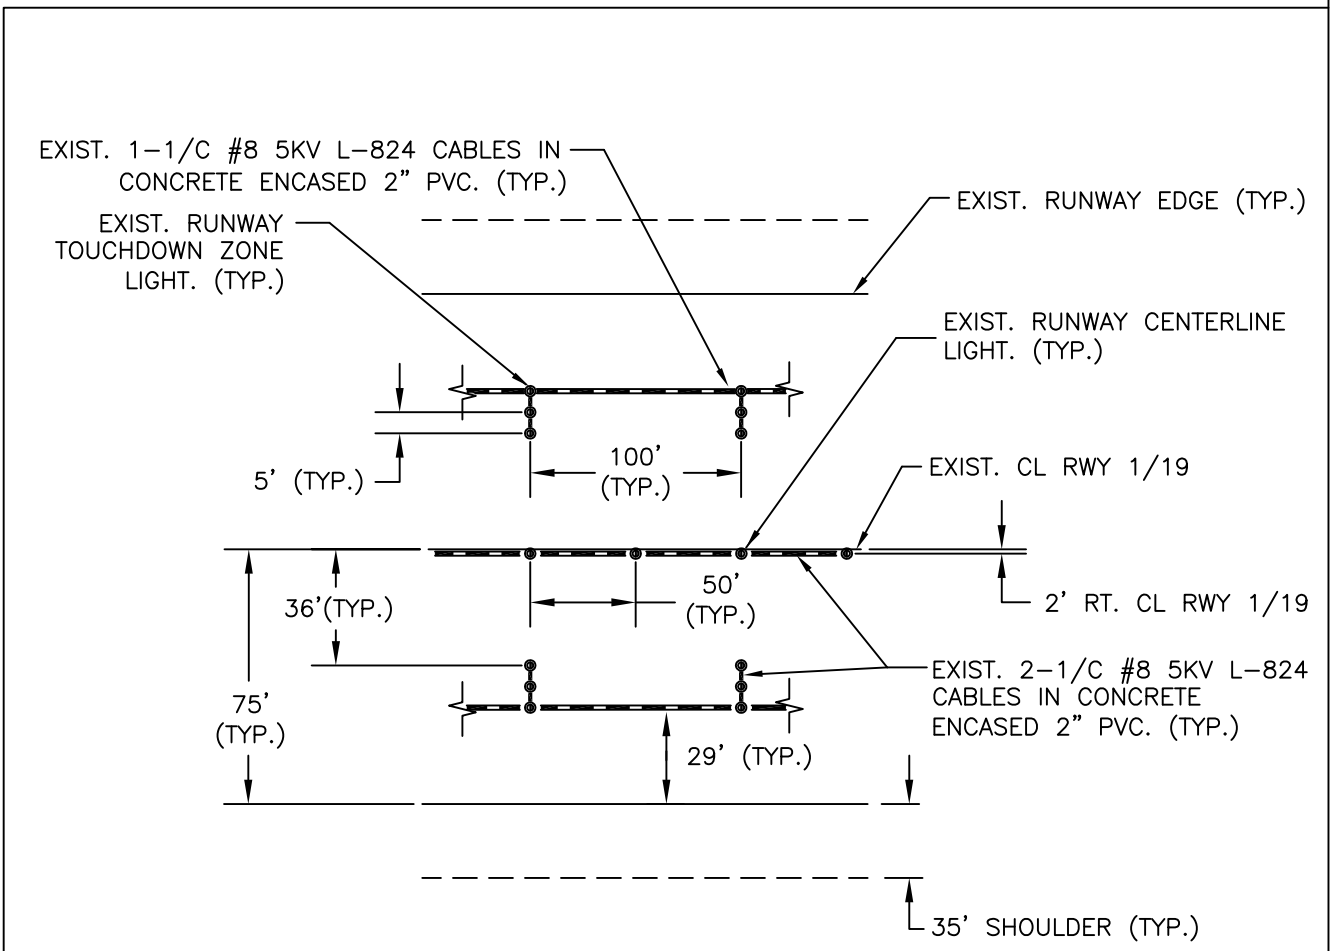 EXIST. 1-1/C #8 5KV L-824 CABLES IN
CONCRETE ENCASED 2" PVC. (TYP.)
EXIST. RUNWAY
TOUCHDOWN ZONE
LIGHT. (TYP.)
EXIST. RUNWAY EDGE (TYP.)
EXIST. RUNWAY CENTERLINE
LIGHT. (TYP.)
5' (TYP.)
100'
(TYP.)
EXIST. CL RWY 1/19
36'(TYP.)
50'
(TYP.)
2' RT. CL RWY 1/19
75'
(TYP.)
EXIST. 2-1/C #8 5KV L-824
CABLES IN CONCRETE
ENCASED 2" PVC. (TYP.)
29' (TYP.)
35' SHOULDER (TYP.)